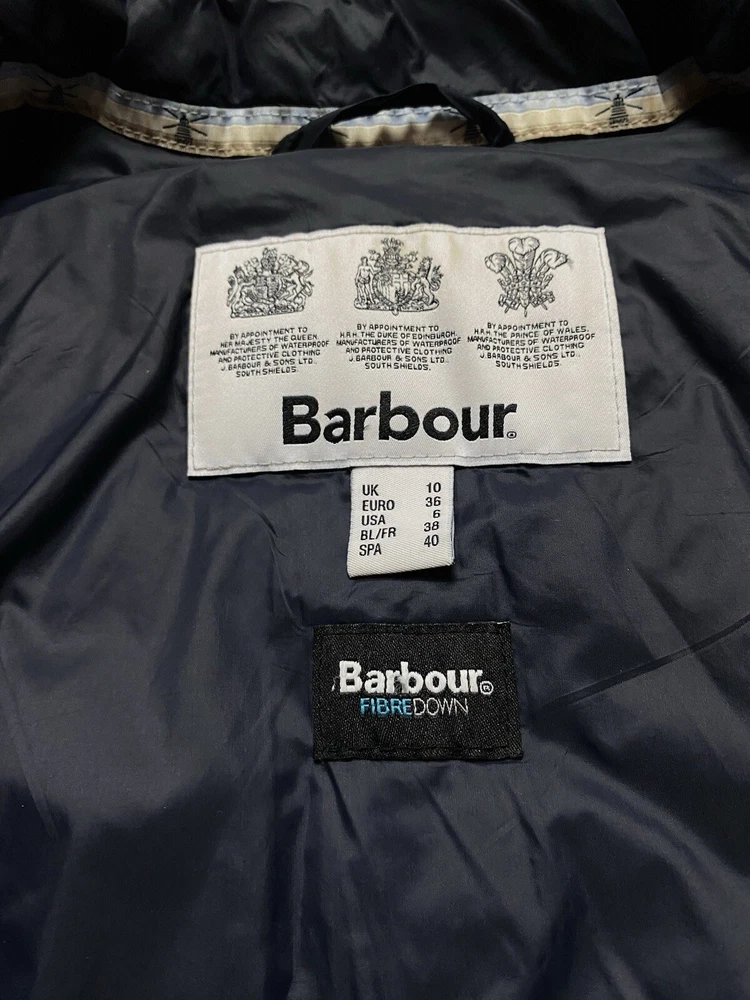 BY APPOINTMENT TO
HER MAJESTY THE QUEEN.
MANUFACTURERS OF WATERPROOF
AND PROTECTIVE CLOTHING
J.BARBOUR & SONS LTD.,
SOUTH SHIELDS.
BY APPOINTMENT TO
H.R.H. THE DUKE OF EDINBURGH.
MANUFACTURERS OF WATERPROOF
AND PROTECTIVE CLOTHING
J.BARBOUR & SONS LTD.,
SOUTH SHIELDS.
BY APPOINTMENT TO
H.R.H. THE PRINCE OF WALES.
MANUFACTURERS OF WATERPROOF
AND PROTECTIVE CLOTHING
J.BARBOUR & SONS LTD.,
SOUTH SHIELDS.
Barbour
UK 10
EURO 36
USA 6
BL/FR 38
SPA 40
Barbour®
FIBREDOWN